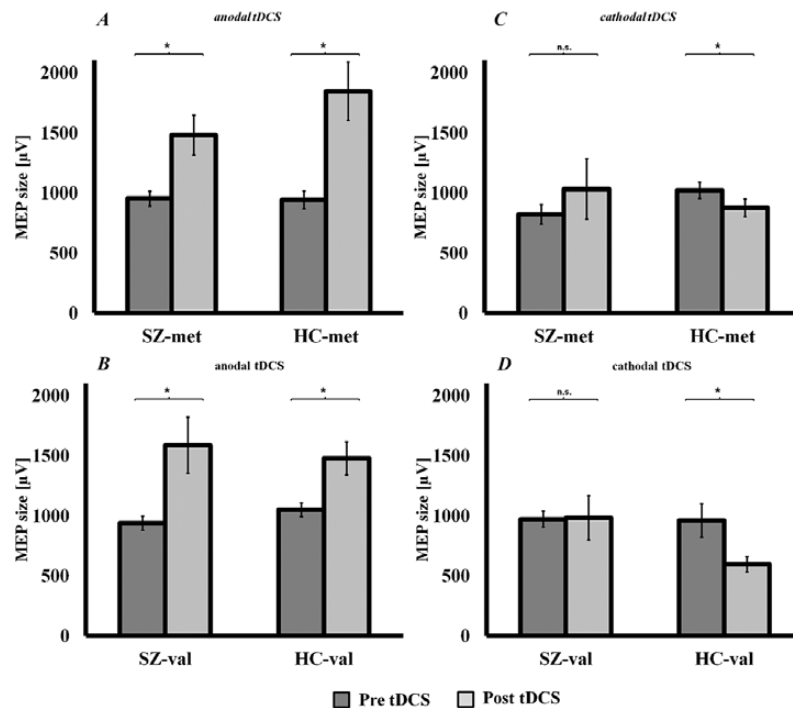 A
anodal tDCS
*
*
2000
1500
1000
500
0
MEP size [µV]
SZ-met
HC-met
C
cathodal tDCS
n.s.
*
2000
1500
1000
500
0
MEP size [µV]
SZ-met
HC-met
B
anodal tDCS
*
*
2000
1500
1000
500
0
MEP size [µV]
SZ-val
HC-val
D
cathodal tDCS
n.s.
*
2000
1500
1000
500
0
MEP size [µV]
SZ-val
HC-val
Pre tDCS
Post tDCS